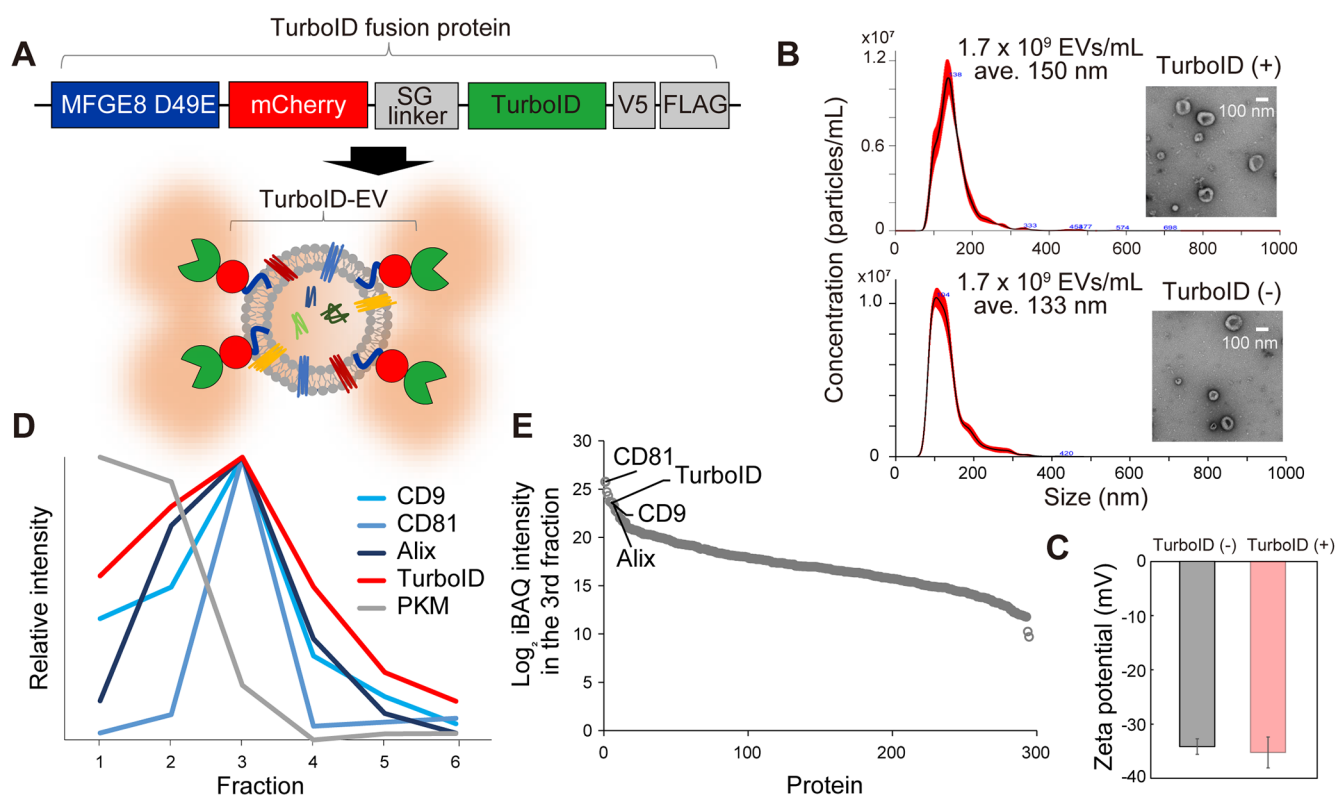 A
TurboID fusion protein
MFGE8 D49E
mCherry
SG
linker
TurboID
V5
FLAG
TurboID-EV
B
Concentration (particles/mL)
x10⁷
1.2
0.6
0
1.7 x 10⁹ EVs/mL
ave. 150 nm
TurboID (+)
100 nm
333
574
698
0
200
400
600
800
1000
x10⁷
1.0
0
1.7 x 10⁹ EVs/mL
ave. 133 nm
TurboID (-)
100 nm
420
0
200
400
600
800
1000
Size (nm)
C
TurboID (-)
TurboID (+)
Zeta potential (mV)
0
-10
-20
-30
-40
D
Relative intensity
CD9
CD81
Alix
TurboID
PKM
1
2
3
4
5
6
Fraction
E
Log₂ iBAQ intensity
in the 3rd fraction
30
25
20
15
10
5
0
CD81
TurboID
CD9
Alix
0
100
200
300
Protein